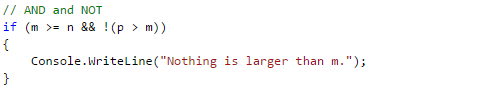 // AND and NOT
if (m >= n && !(p > m))
{
    Console.WriteLine("Nothing is larger than m.");
}